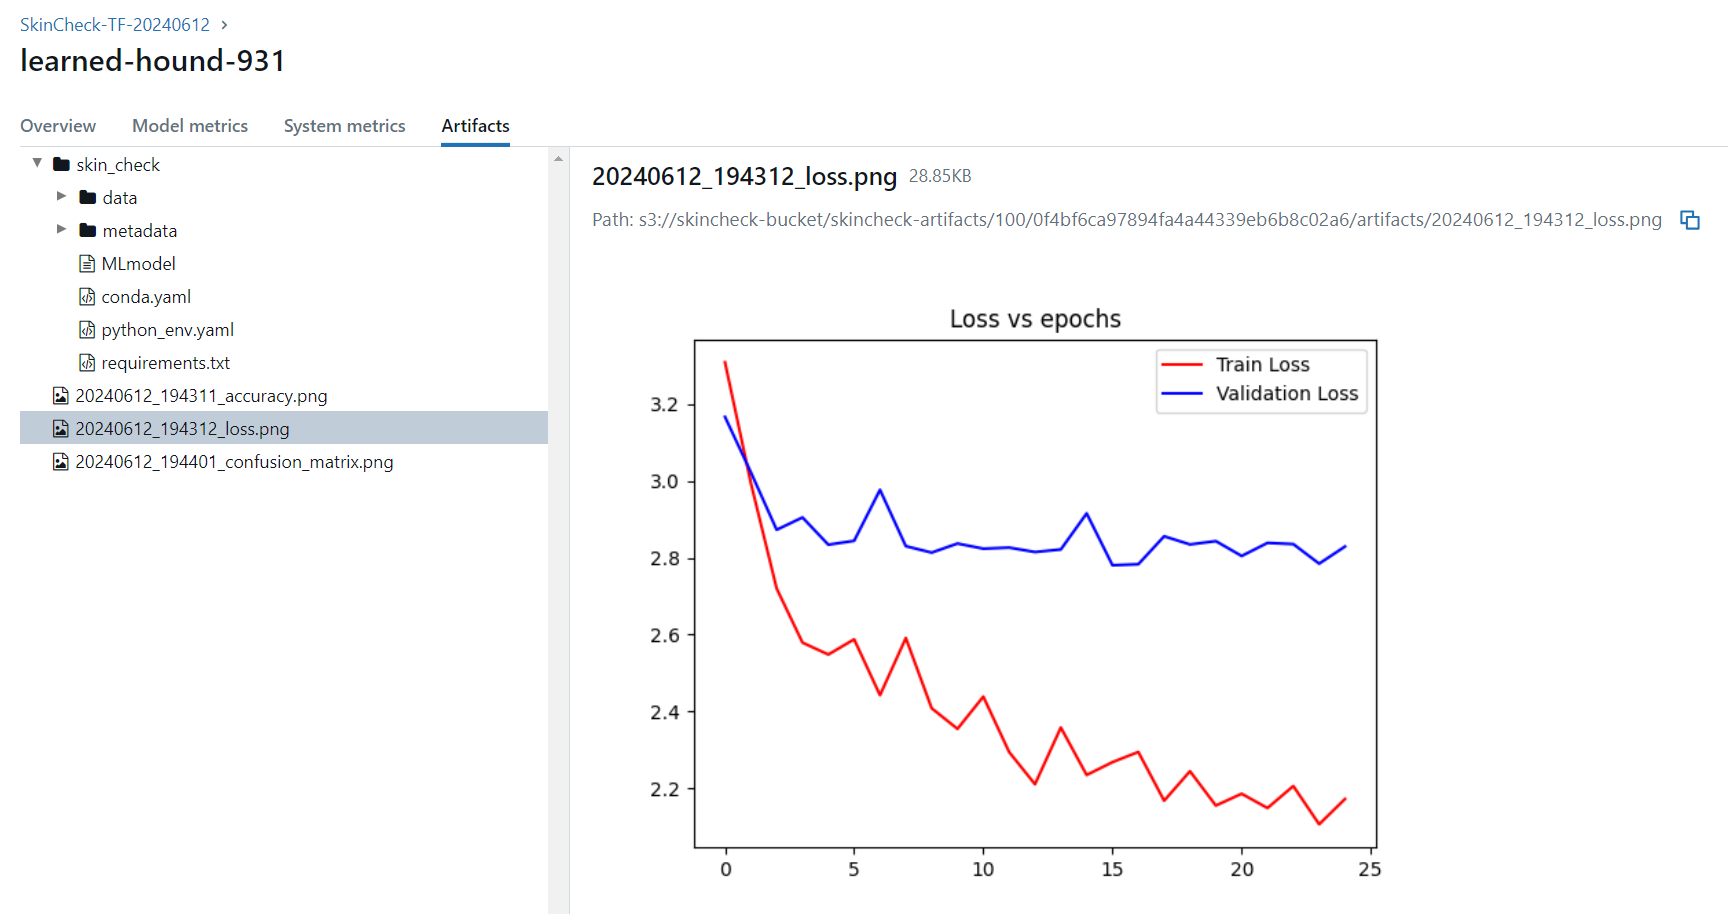 SkinCheck-TF-20240612 ›
learned-hound-931
Overview Model metrics System metrics Artifacts
skin_check
data
metadata
MLmodel
conda.yaml
python_env.yaml
requirements.txt
20240612_194311_accuracy.png
20240612_194312_loss.png
20240612_194401_confusion_matrix.png
20240612_194312_loss.png 28.85KB
Path: s3://skincheck-bucket/skincheck-artifacts/100/0f4bf6ca97894fa4a44339eb6b8c02a6/artifacts/20240612_194312_loss.png
Loss vs epochs
Train Loss
Validation Loss
3.2
3.0
2.8
2.6
2.4
2.2
0 5 10 15 20 25